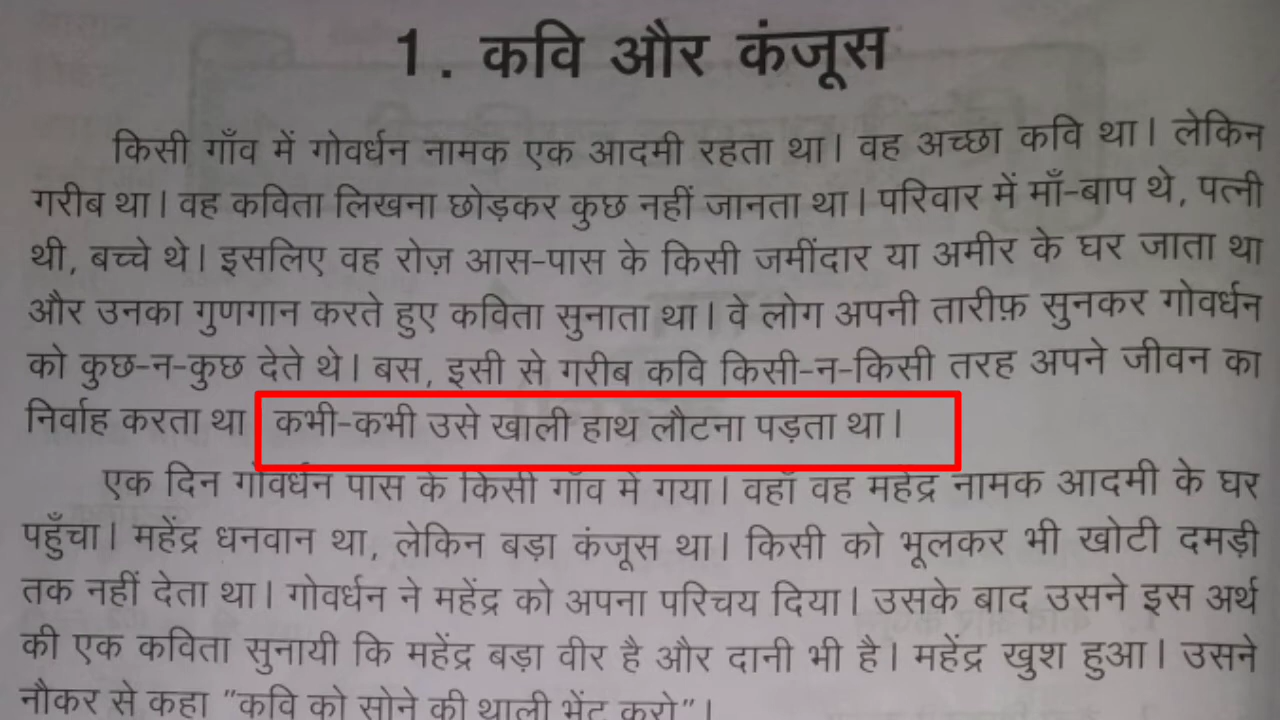 1. कवि और कंजूस
किसी गाँव में गोवर्धन नामक एक आदमी रहता था। वह अच्छा कवि था। लेकिन
गरीब था। वह कविता लिखना छोड़कर कुछ नहीं जानता था। परिवार में माँ-बाप थे, पत्नी
थी, बच्चे थे। इसलिए वह रोज़ आस-पास के किसी जमींदार या अमीर के घर जाता था
और उनका गुणगान करते हुए कविता सुनाता था। वे लोग अपनी तारीफ़ सुनकर गोवर्धन
को कुछ-न-कुछ देते थे। बस, इसी से गरीब कवि किसी-न-किसी तरह अपने जीवन का
निर्वाह करता था कभी-कभी उसे खाली हाथ लौटना पड़ता था।
एक दिन गोवर्धन पास के किसी गाँव में गया। वहाँ वह महेंद्र नामक आदमी के घर
पहुँचा। महेंद्र धनवान था, लेकिन बड़ा कंजूस था। किसी को भूलकर भी खोटी दमड़ी
तक नहीं देता था। गोवर्धन ने महेंद्र को अपना परिचय दिया। उसके बाद उसने इस अर्थ
की एक कविता सुनायी कि महेंद्र बड़ा वीर है और दानी भी है। महेंद्र खुश हुआ। उसने
नौकर से कहा "कवि को सोने की थाली भेंट करो"।